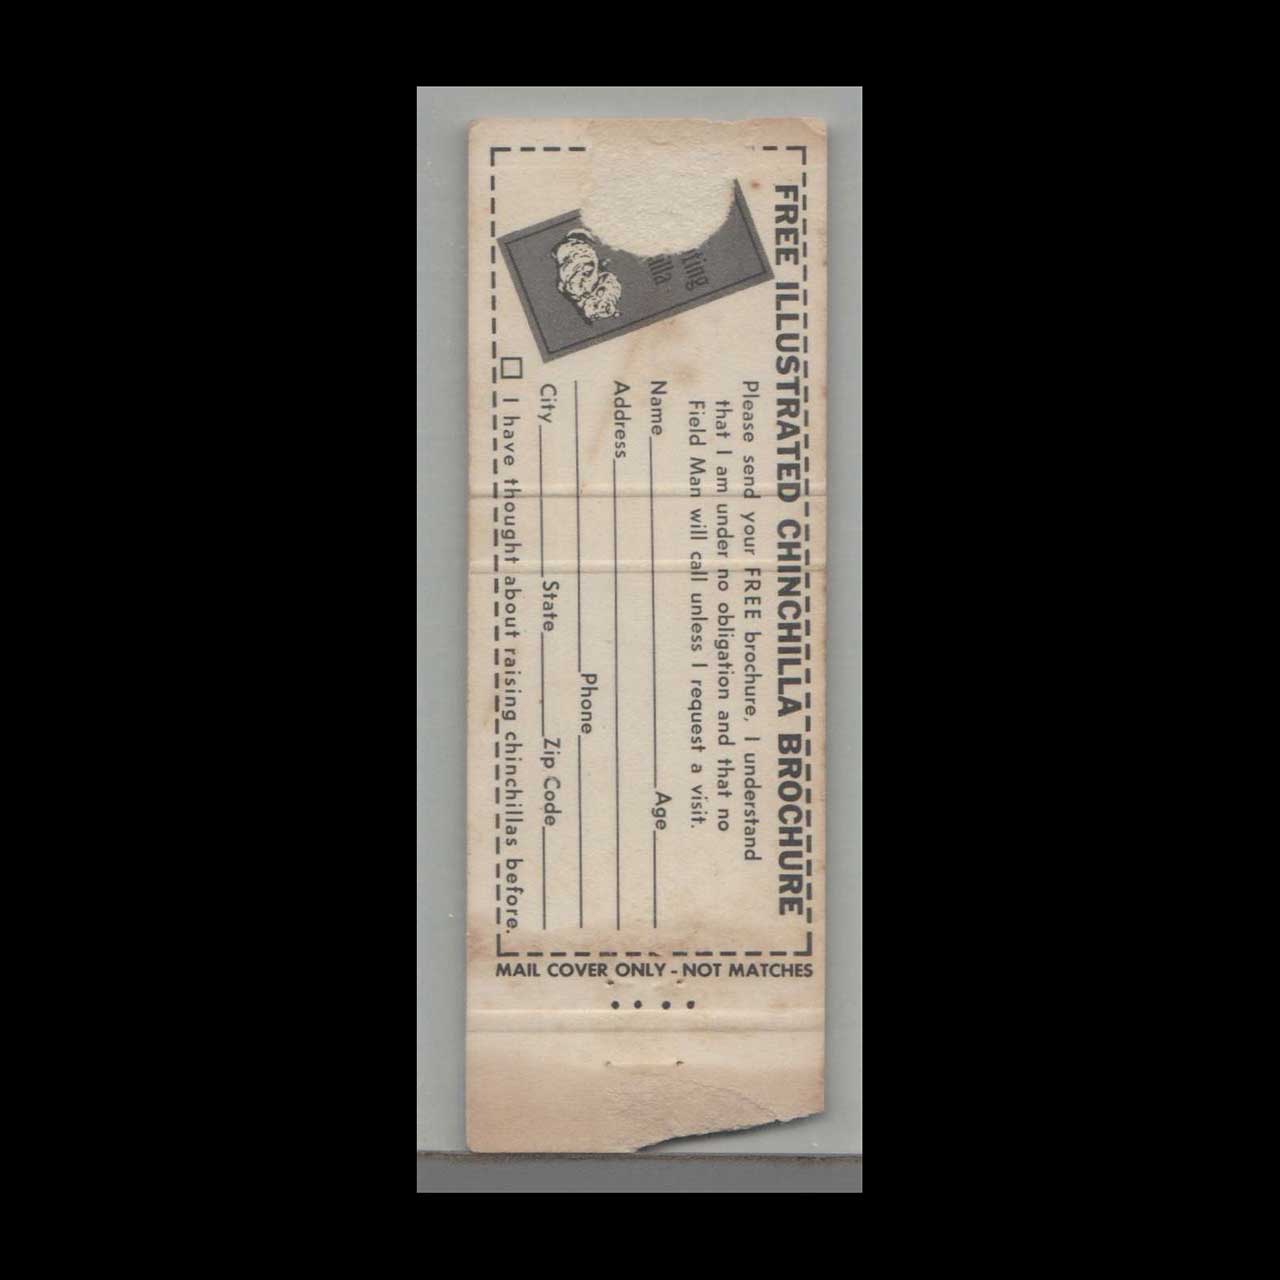 FREE ILLUSTRATED CHINCHILLA BROCHURE
Please send your FREE brochure, I understand
that I am under no obligation and that no
Field Man will call unless I request a visit.
Name Age
Address
Phone
City State Zip Code
I have thought about raising chinchillas before.
MAIL COVER ONLY - NOT MATCHES